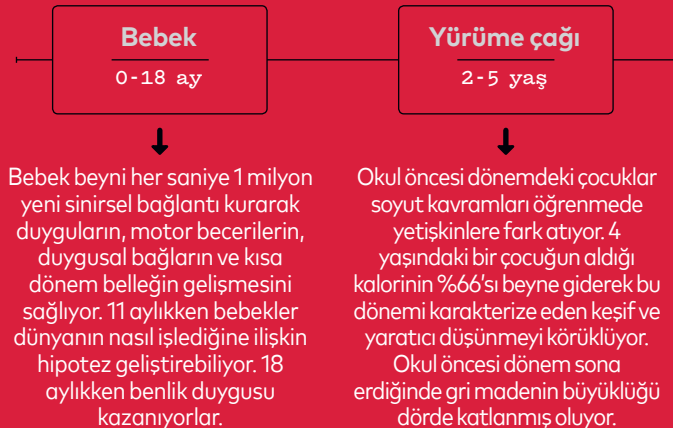 Bebek
0-18 ay
Bebek beyni her saniye 1 milyon
yeni sinirsel bağlantı kurarak
duyguların, motor becerilerin,
duygusal bağların ve kısa
dönem belleğin gelişmesini
sağlıyor. 11 aylıkken bebekler
dünyanın nasıl işlediğine ilişkin
hipotez geliştirebiliyor. 18
aylıkken benlik duygusu
kazanıyorlar.
Yürüme çağı
2-5 yaş
Okul öncesi dönemdeki çocuklar
soyut kavramları öğrenmede
yetişkinlere fark atıyor. 4
yaşındaki bir çocuğun aldığı
kalorinin %66'sı beyne giderek bu
dönemi karakterize eden keşif ve
yaratıcı düşünmeyi körüklüyor.
Okul öncesi dönem sona
erdiğinde gri madenin büyüklüğü
dörde katlanmış oluyor.